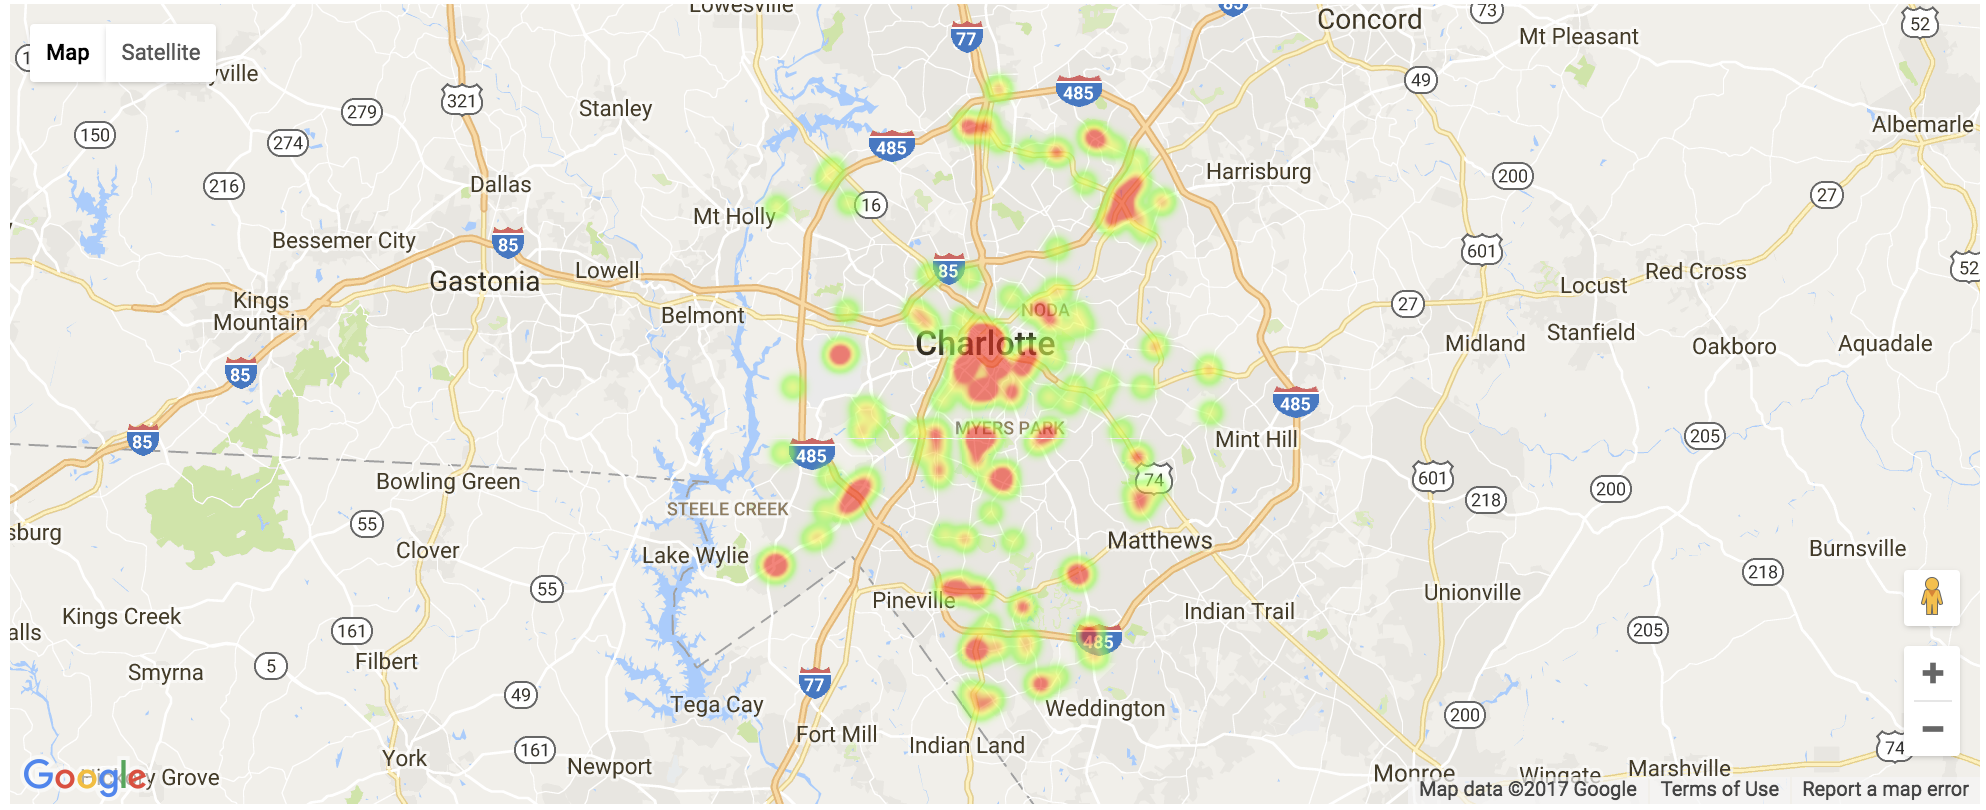 Lowesville
85
73
Concord
52
77
Mt Pleasant
Map
Satellite
yville
49
321
279
Stanley
485
Albemarle
150
274
485
Harrisburg
200
216
Dallas
16
27
Mt Holly
Bessemer City
85
601
85
Lowell
Red Cross
52
Gastonia
Locust
Kings
Mountain
Belmont
NODA
27
Charlotte
Midland
Stanfield
Oakboro
Aquadale
85
485
MYERS PARK
85
Mint Hill
205
485
Bowling Green
74
601
200
218
STEELE CREEK
sburg
55
Clover
Lake Wylie
Matthews
Burnsville
218
55
Pineville
Unionville
Kings Creek
Indian Trail
alls
161
205
485
Filbert
5
Smyrna
77
49
Tega Cay
Weddington
200
Fort Mill
Indian Land
161
74
York
Newport
Google
Hickory Grove
Monroe
Wingate
Marshville
Map data ©2017 Google
Terms of Use
Report a map error